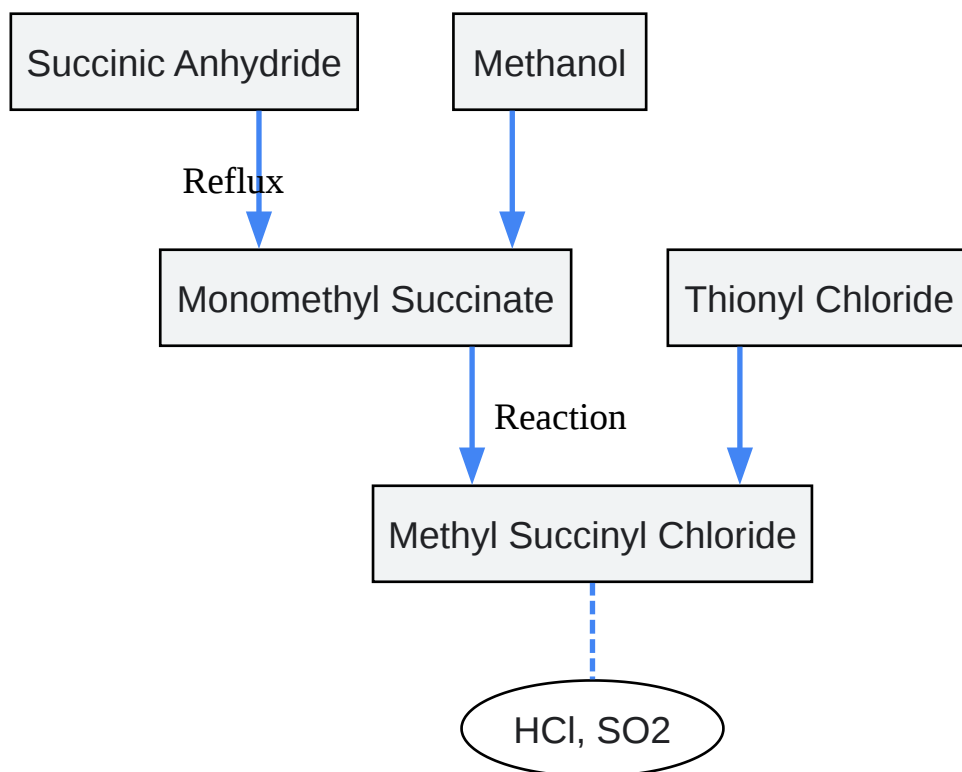 Succinic Anhydride
Methanol
Reflux
Monomethyl Succinate
Thionyl Chloride
Reaction
Methyl Succinyl Chloride
HCl, SO2